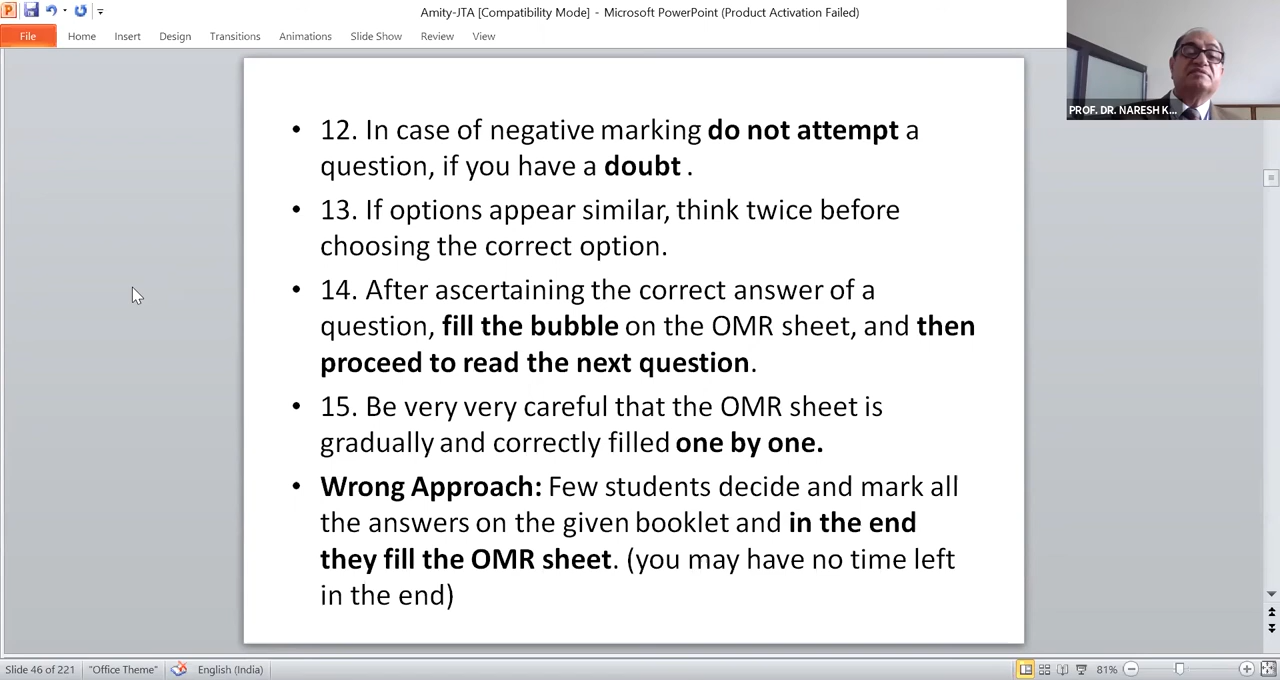 Amity-JTA [Compatibility Mode] - Microsoft PowerPoint (Product Activation Failed)
File Home Insert Design Transitions Animations Slide Show Review View
PROF. DR. NARESH K...
• 12. In case of negative marking do not attempt a
question, if you have a doubt .
• 13. If options appear similar, think twice before
choosing the correct option.
• 14. After ascertaining the correct answer of a
question, fill the bubble on the OMR sheet, and then
proceed to read the next question.
• 15. Be very very careful that the OMR sheet is
gradually and correctly filled one by one.
• Wrong Approach: Few students decide and mark all
the answers on the given booklet and in the end
they fill the OMR sheet. (you may have no time left
in the end)
Slide 46 of 221 "Office Theme" English (India) 81%